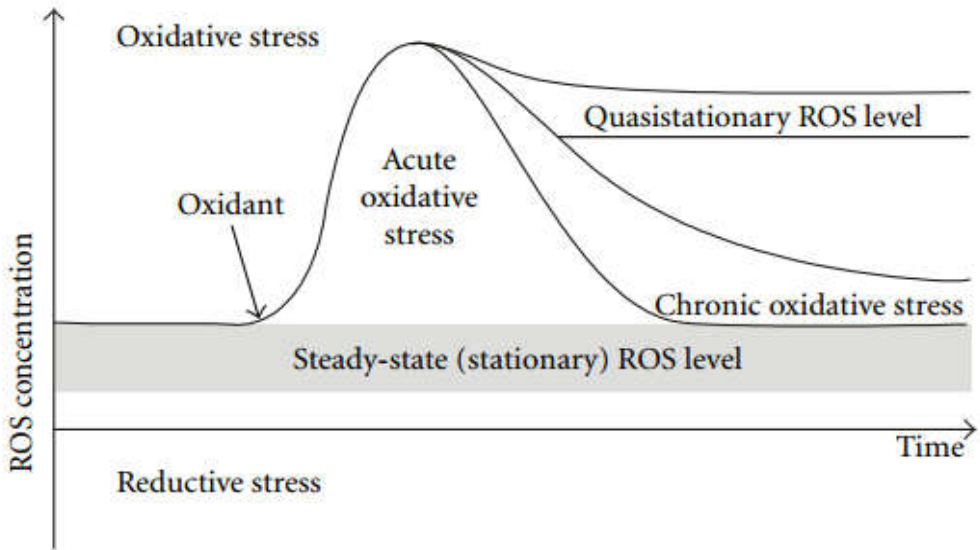 Oxidative stress
Quasistationary ROS level
Acute
oxidative
stress
Oxidant
Chronic oxidative stress
Steady-state (stationary) ROS level
ROS concentration
Time
Reductive stress